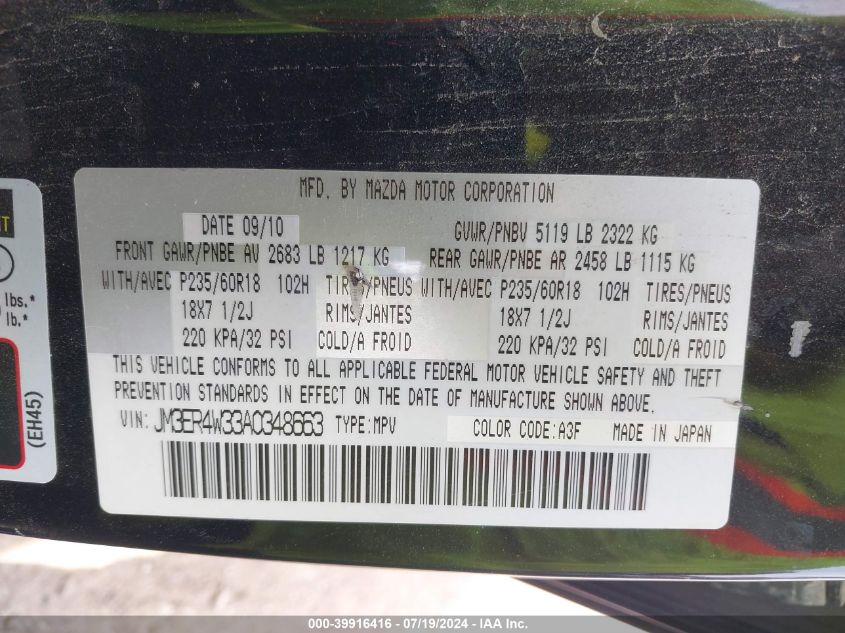 MFD. BY MAZDA MOTOR CORPORATION
DATE 09/10
GVWR/PNBV 5119 LB 2322 KG
FRONT GAWR/PNBE AV 2683 LB 1217 KG
REAR GAWR/PNBE AR 2458 LB 1115 KG
WITH/AVEC P235/60R18 102H TIRES/PNEUS WITH/AVEC P235/60R18 102H TIRES/PNEUS
18X7 1/2J RIMS/JANTES 18X7 1/2J RIMS/JANTES
220 KPA/32 PSI COLD/A FROID 220 KPA/32 PSI COLD/A FROID
THIS VEHICLE CONFORMS TO ALL APPLICABLE FEDERAL MOTOR VEHICLE SAFETY AND THEFT
PREVENTION STANDARDS IN EFFECT ON THE DATE OF MANUFACTURE SHOWN ABOVE.
VIN: JM3ER4W33A0348663 TYPE:MPV COLOR CODE:A3F MADE IN JAPAN
lbs.*
lb.*
(EH45)
000-39916416 - 07/19/2024 - IAA Inc.